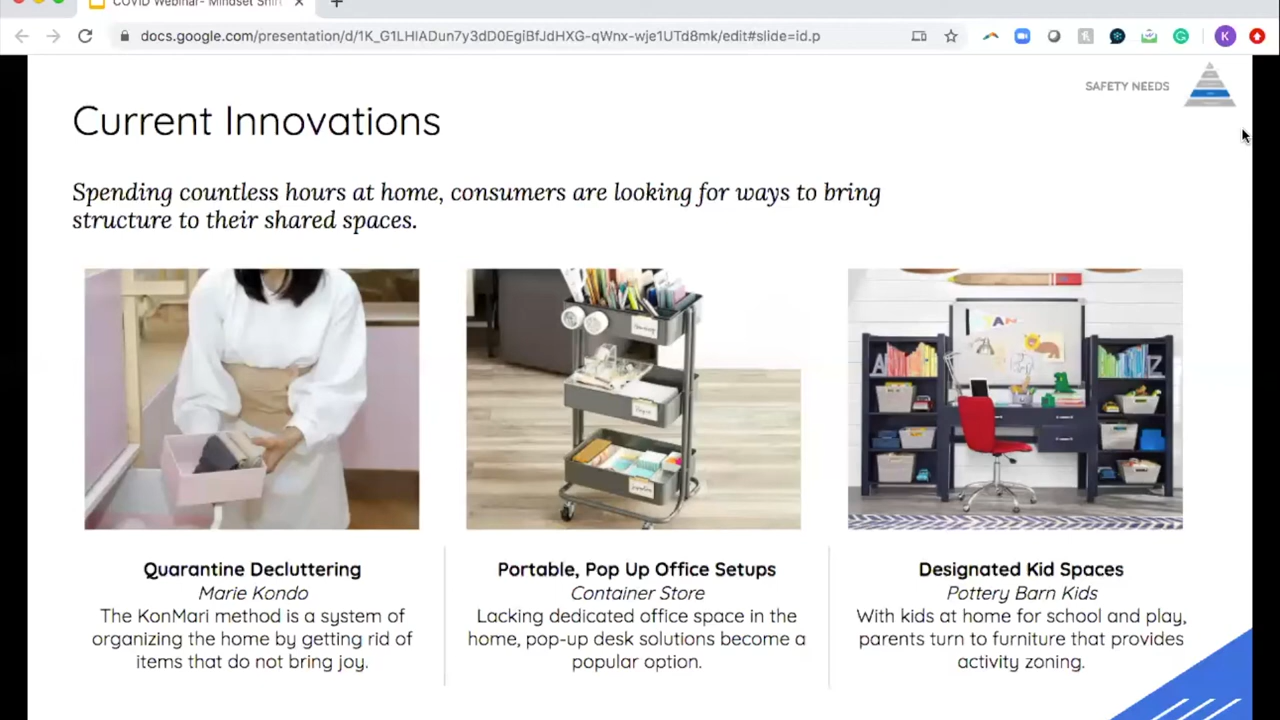 COVID Webinar- Mindset Shift
docs.google.com/presentation/d/1K_G1LHIADun7y3dD0EgiBfJdHXG-qWnx-wje1UTd8mk/edit#slide=id.p
K
SAFETY NEEDS
Current Innovations
Spending countless hours at home, consumers are looking for ways to bring
structure to their shared spaces.
A
Z
Quarantine Decluttering
Marie Kondo
The KonMari method is a system of
organizing the home by getting rid of
items that do not bring joy.
Portable, Pop Up Office Setups
Container Store
Lacking dedicated office space in the
home, pop-up desk solutions become a
popular option.
Designated Kid Spaces
Pottery Barn Kids
With kids at home for school and play,
parents turn to furniture that provides
activity zoning.